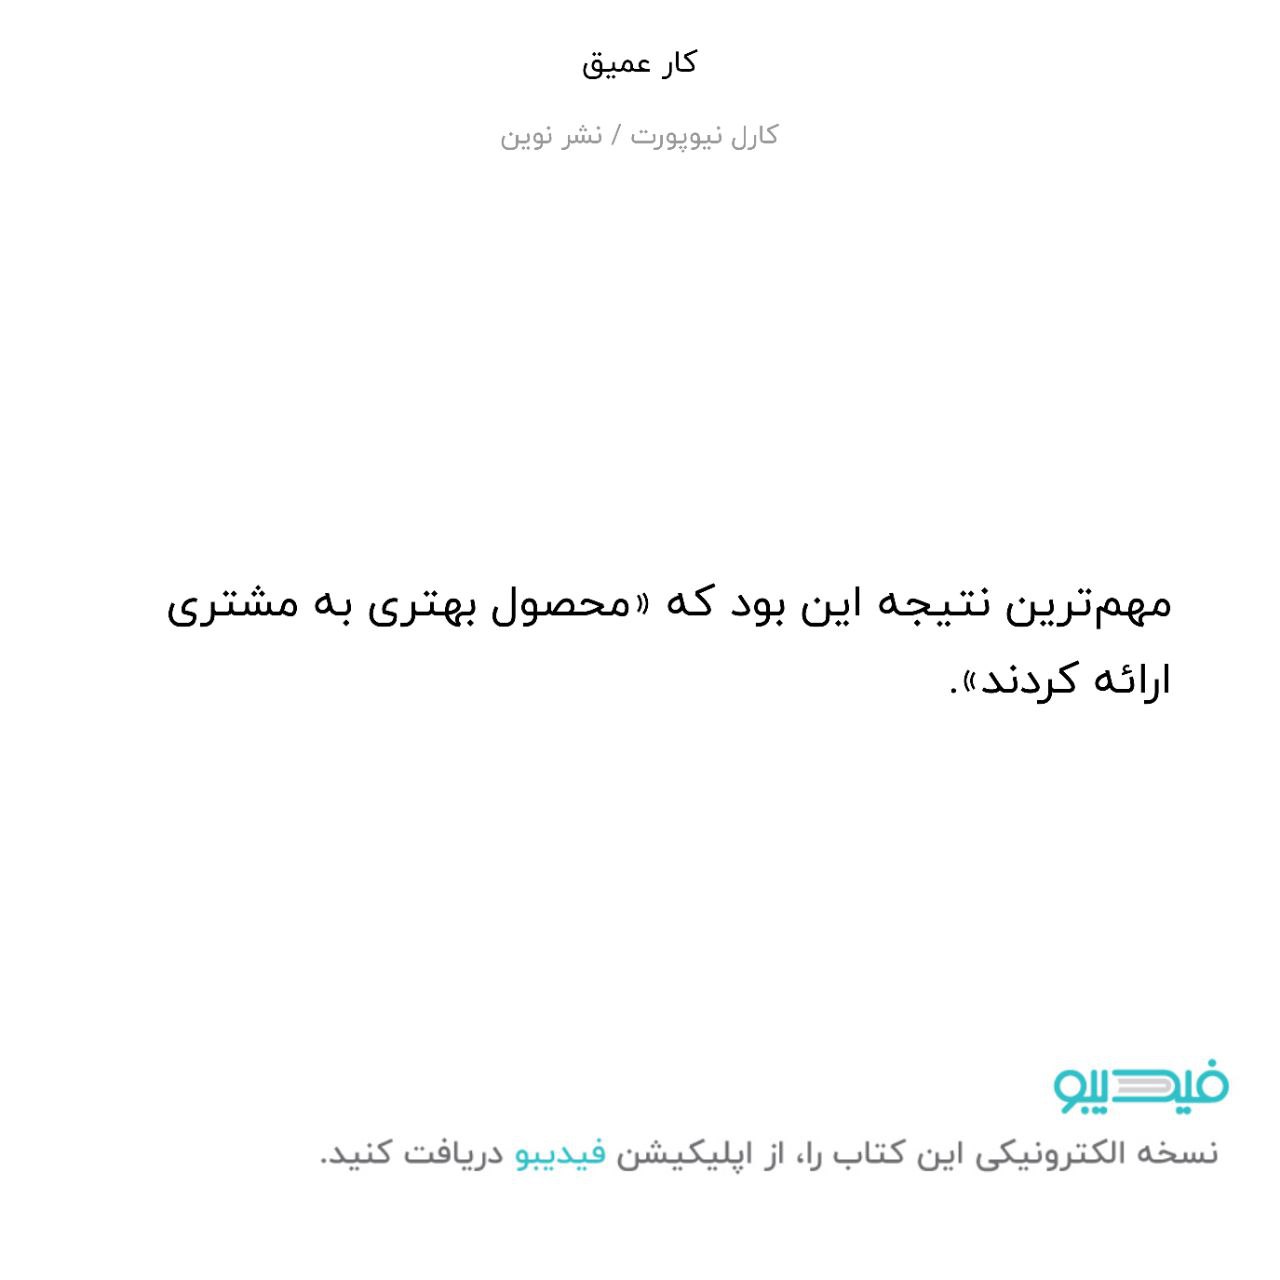 کار عمیق
کارل نیوپورت / نشر نوین
مهم‌ترین نتیجه این بود که «محصول بهتری به مشتری
ارائه کردند».
فیدیبو
نسخه الکترونیکی این کتاب را، از اپلیکیشن فیدیبو دریافت کنید.